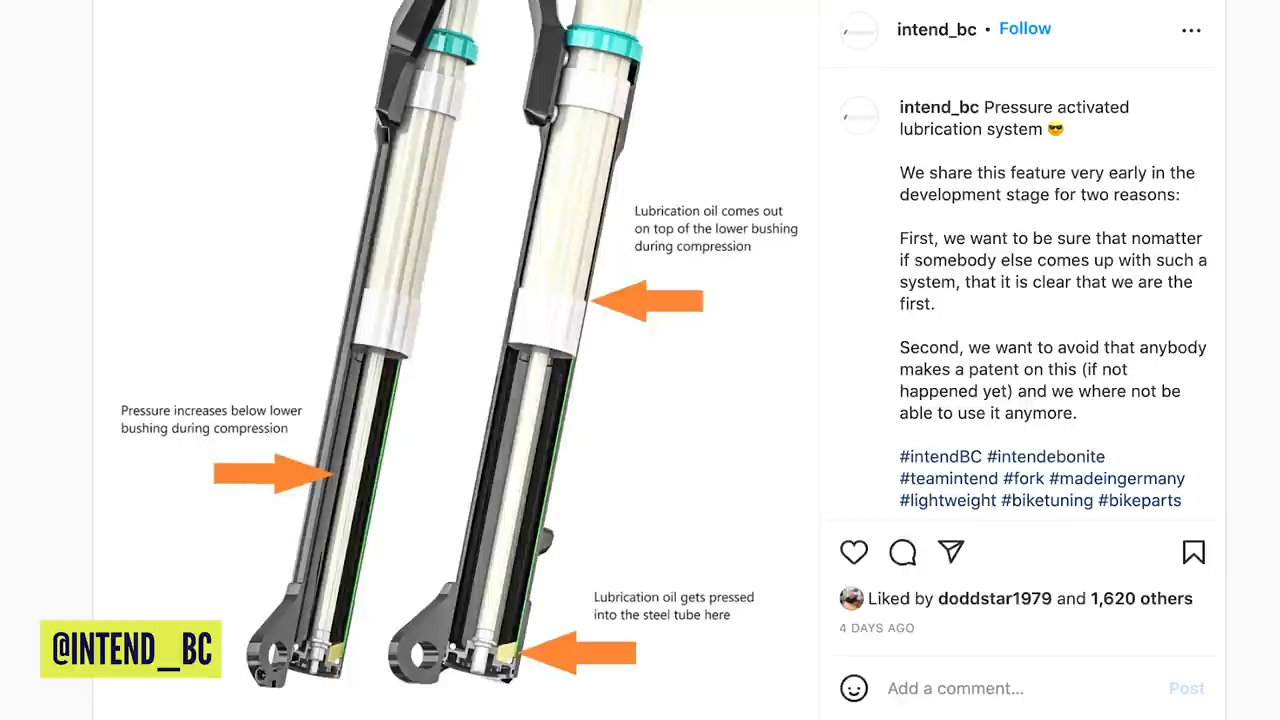 Lubrication oil comes out
on top of the lower bushing
during compression
Pressure increases below lower
bushing during compression
Lubrication oil gets pressed
into the steel tube here
@INTEND_BC
intend_bc • Follow
intend_bc Pressure activated
lubrication system 😎
We share this feature very early in the
development stage for two reasons:
First, we want to be sure that nomatter
if somebody else comes up with such a
system, that it is clear that we are the
first.
Second, we want to avoid that anybody
makes a patent on this (if not
happened yet) and we where not be
able to use it anymore.
#intendBC #intendebonite
#teamintend #fork #madeingermany
#lightweight #biketuning #bikeparts
Liked by doddstar1979 and 1,620 others
4 DAYS AGO
Add a comment... Post